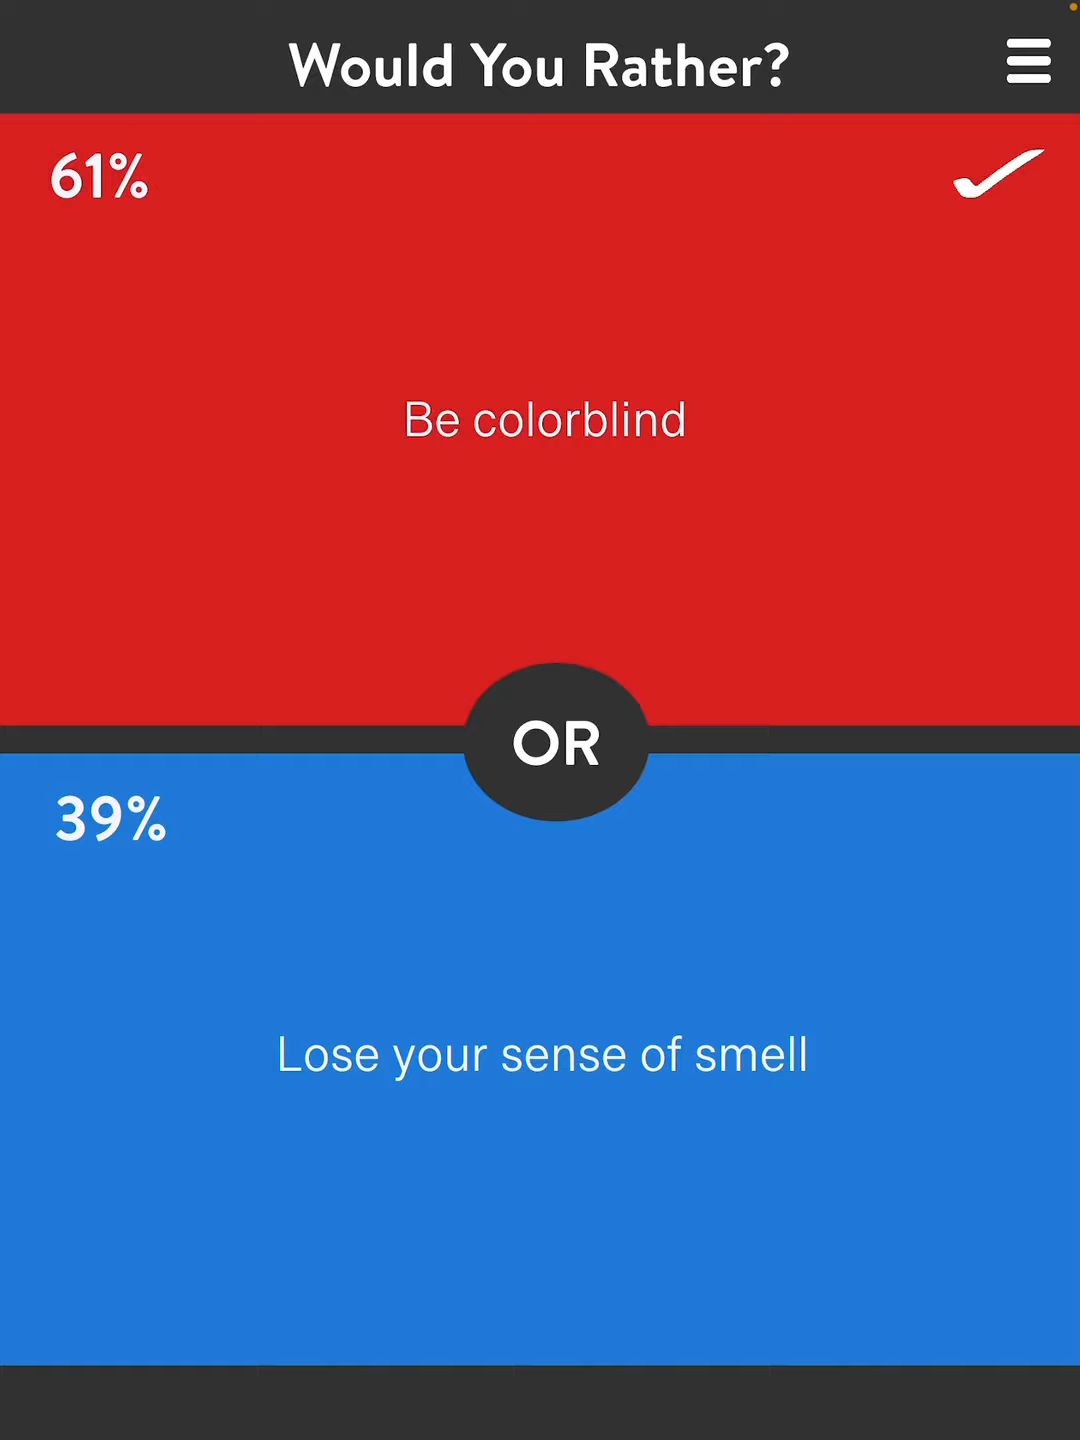 Would You Rather?
61%
Be colorblind
OR
39%
Lose your sense of smell